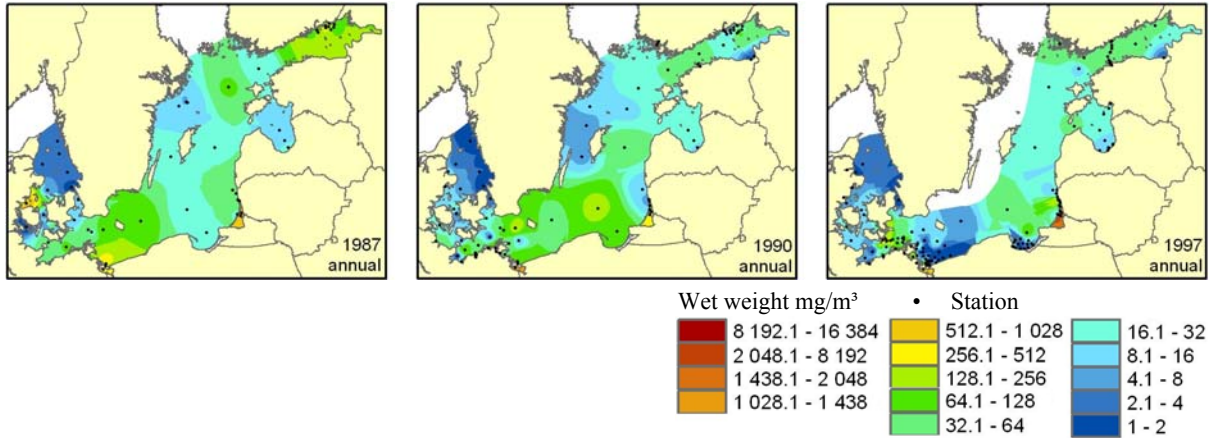 1987
annual
1990
annual
1997
annual
Wet weight mg/m³ • Station
8 192.1 - 16 384
2 048.1 - 8 192
1 438.1 - 2 048
1 028.1 - 1 438
512.1 - 1 028
256.1 - 512
128.1 - 256
64.1 - 128
32.1 - 64
16.1 - 32
8.1 - 16
4.1 - 8
2.1 - 4
1 - 2